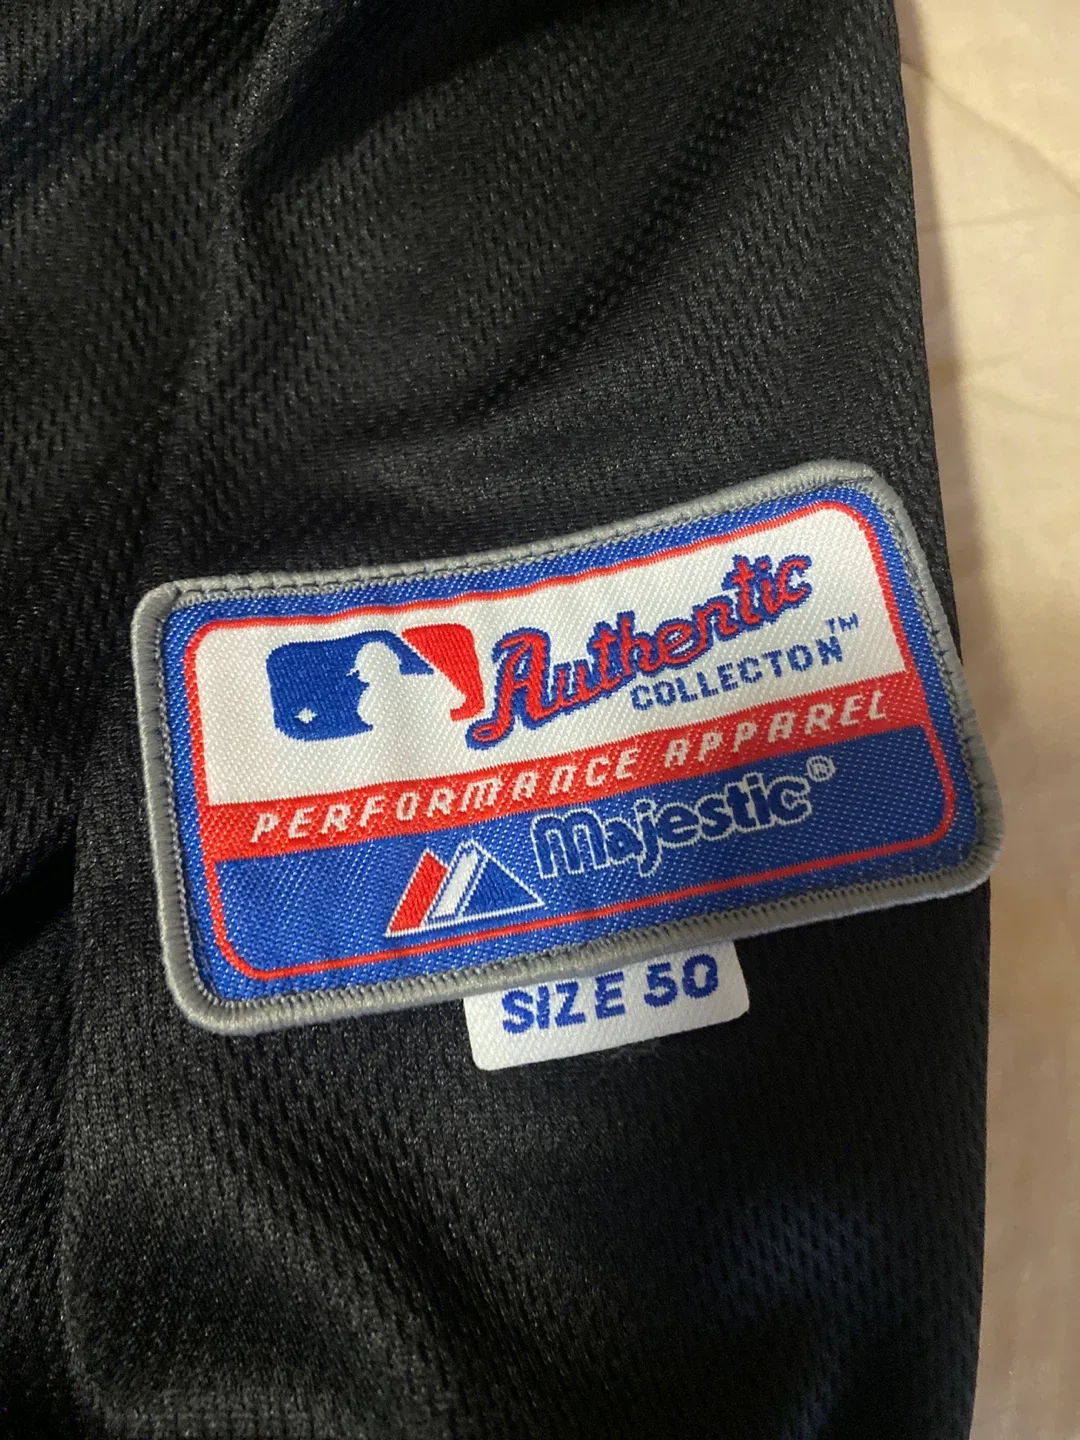 Authentic
COLLECTON™
PERFORMANCE APPAREL
Majestic®
SIZE 50